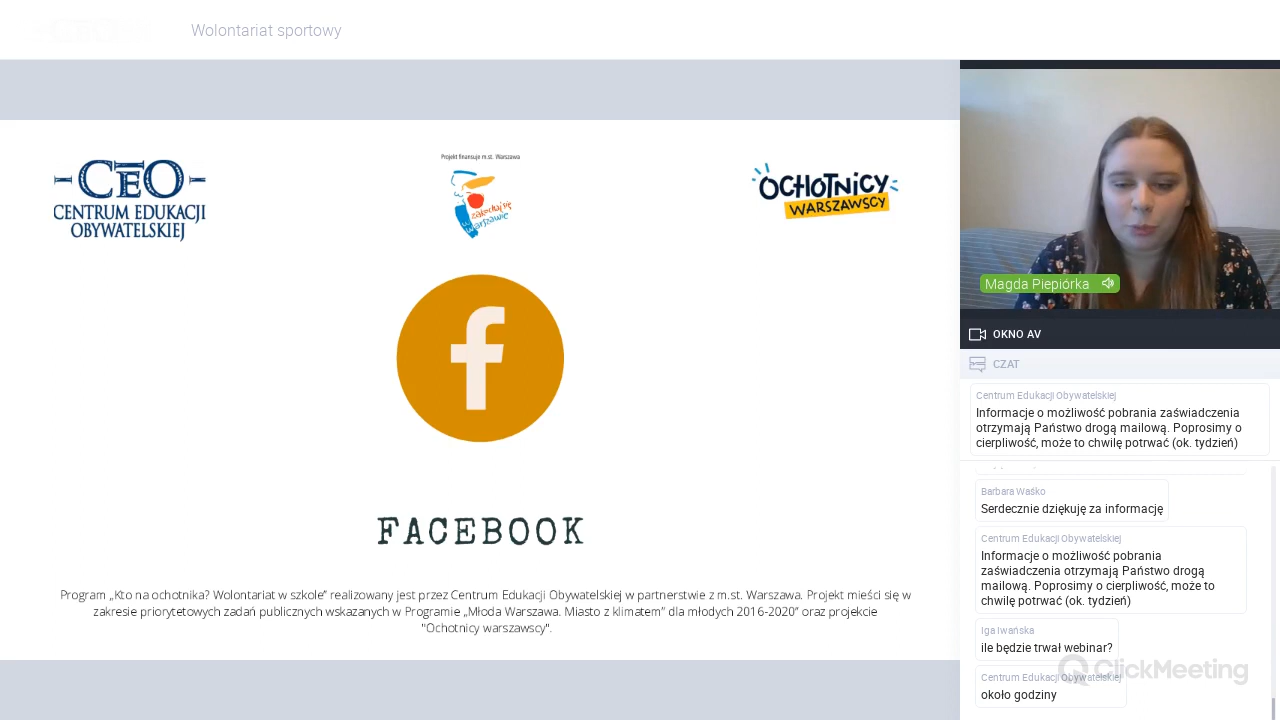 Wolontariat sportowy
CEO
CENTRUM EDUKACJI
OBYWATELSKIEJ
Projekt finansuje m.st. Warszawa
zakochaj się
w warszawie
OCHOTNICY
WARSZAWSCY
f
FACEBOOK
Program „Kto na ochotnika? Wolontariat w szkole” realizowany jest przez Centrum Edukacji Obywatelskiej w partnerstwie z m.st. Warszawa. Projekt mieści się w
zakresie priorytetowych zadań publicznych wskazanych w Programie „Młoda Warszawa. Miasto z klimatem” dla młodych 2016-2020” oraz projekcie
"Ochotnicy warszawscy".
Magda Piepiórka
OKNO AV
CZAT
Centrum Edukacji Obywatelskiej
Informacje o możliwość pobrania zaświadczenia
otrzymają Państwo drogą mailową. Poprosimy o
cierpliwość, może to chwilę potrwać (ok. tydzień)
Barbara Waśko
Serdecznie dziękuję za informację
Centrum Edukacji Obywatelskiej
Informacje o możliwość pobrania
zaświadczenia otrzymają Państwo drogą
mailową. Poprosimy o cierpliwość, może to
chwilę potrwać (ok. tydzień)
Iga Iwańska
ile będzie trwał webinar?
Centrum Edukacji Obywatelskiej
około godziny
ClickMeeting